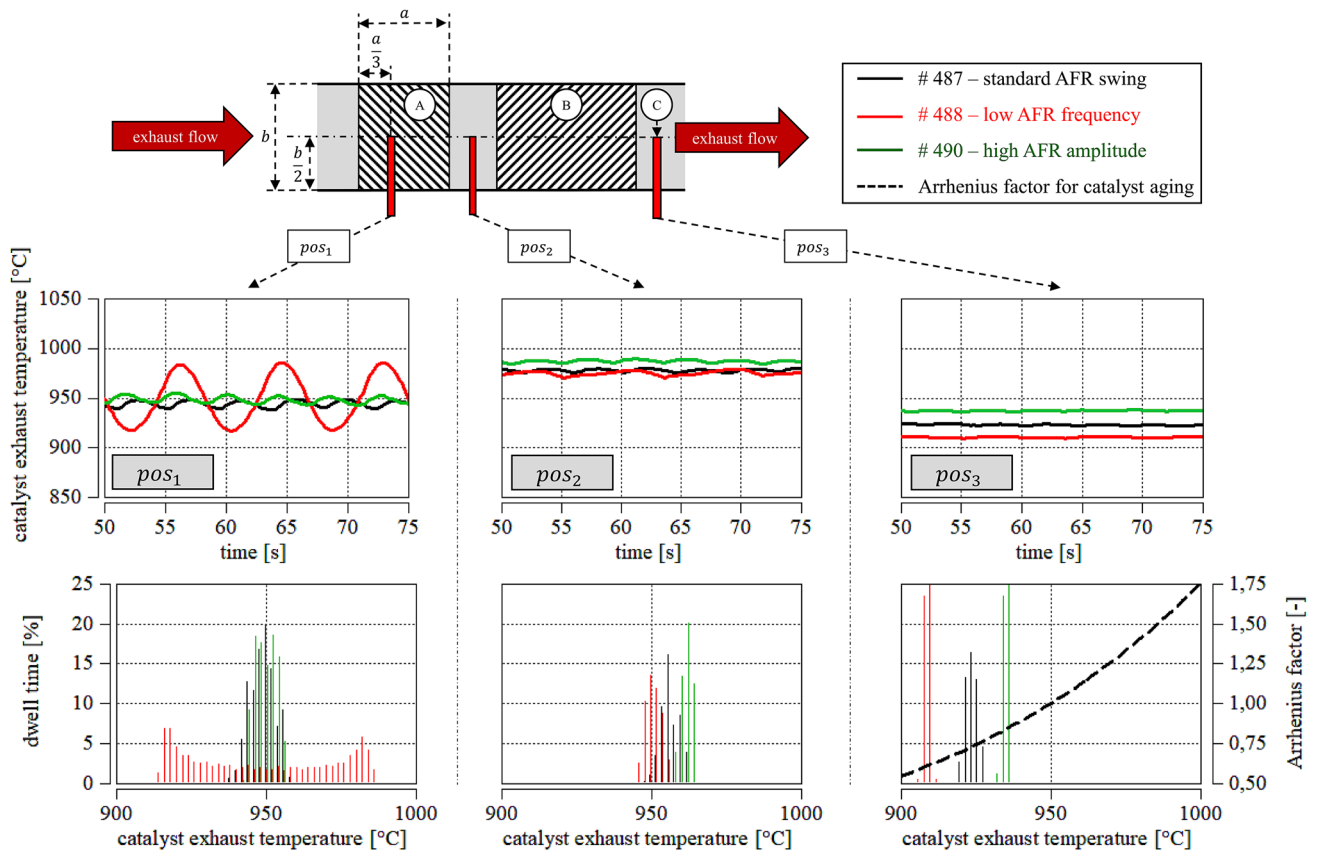 a
a
3
A
B
C
b
b
2
exhaust flow
exhaust flow
# 487 – standard AFR swing
# 488 – low AFR frequency
# 490 – high AFR amplitude
Arrhenius factor for catalyst aging
pos1
pos2
pos3
catalyst exhaust temperature [°C]
1050
1000
950
900
850
pos1
pos2
pos3
50 55 60 65 70 75
50 55 60 65 70 75
50 55 60 65 70 75
time [s]
time [s]
time [s]
dwell time [%]
25
20
15
10
5
0
1,75
1,50
1,25
1,00
0,75
0,50
Arrhenius factor [-]
900 950 1000
900 950 1000
900 950 1000
catalyst exhaust temperature [°C]
catalyst exhaust temperature [°C]
catalyst exhaust temperature [°C]